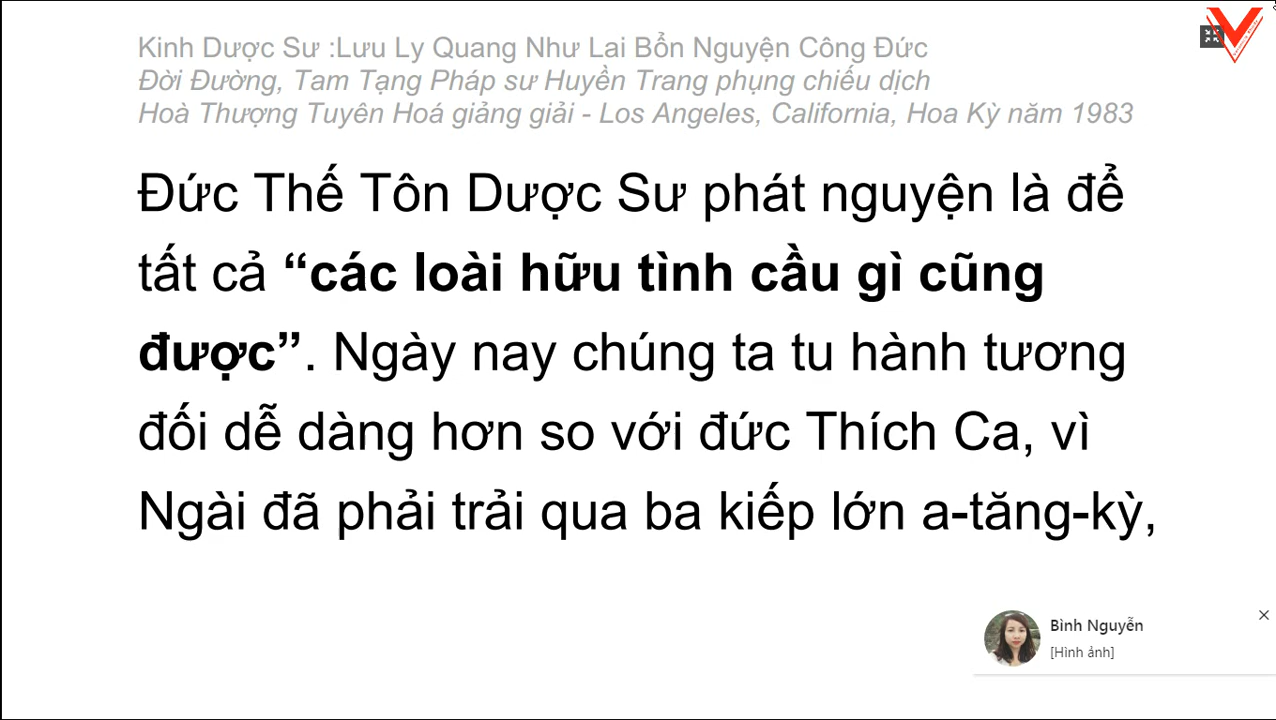 Kinh Dược Sư :Lưu Ly Quang Như Lai Bổn Nguyện Công Đức
Đời Đường, Tam Tạng Pháp sư Huyền Trang phụng chiếu dịch
Hoà Thượng Tuyên Hoá giảng giải - Los Angeles, California, Hoa Kỳ năm 1983
Đức Thế Tôn Dược Sư phát nguyện là để
tất cả “các loài hữu tình cầu gì cũng
được”. Ngày nay chúng ta tu hành tương
đối dễ dàng hơn so với đức Thích Ca, vì
Ngài đã phải trải qua ba kiếp lớn a-tăng-kỳ,
Bình Nguyễn
[Hình ảnh]